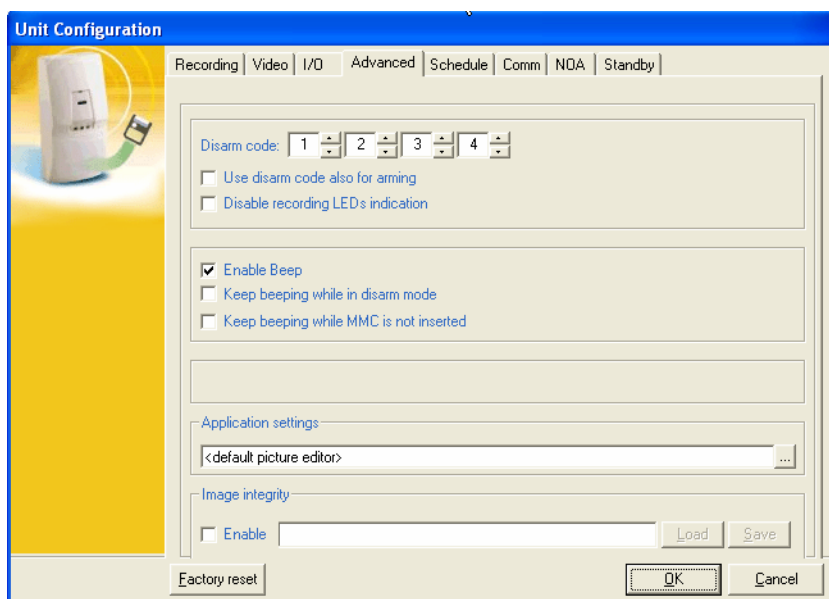 Unit Configuration
Recording Video I/O Advanced Schedule Comm NOA Standby
Disarm code: 1 2 3 4
Use disarm code also for arming
Disable recording LEDs indication
Enable Beep
Keep beeping while in disarm mode
Keep beeping while MMC is not inserted
Application settings
<default picture editor> ...
Image integrity
Enable Load Save
Factory reset OK Cancel